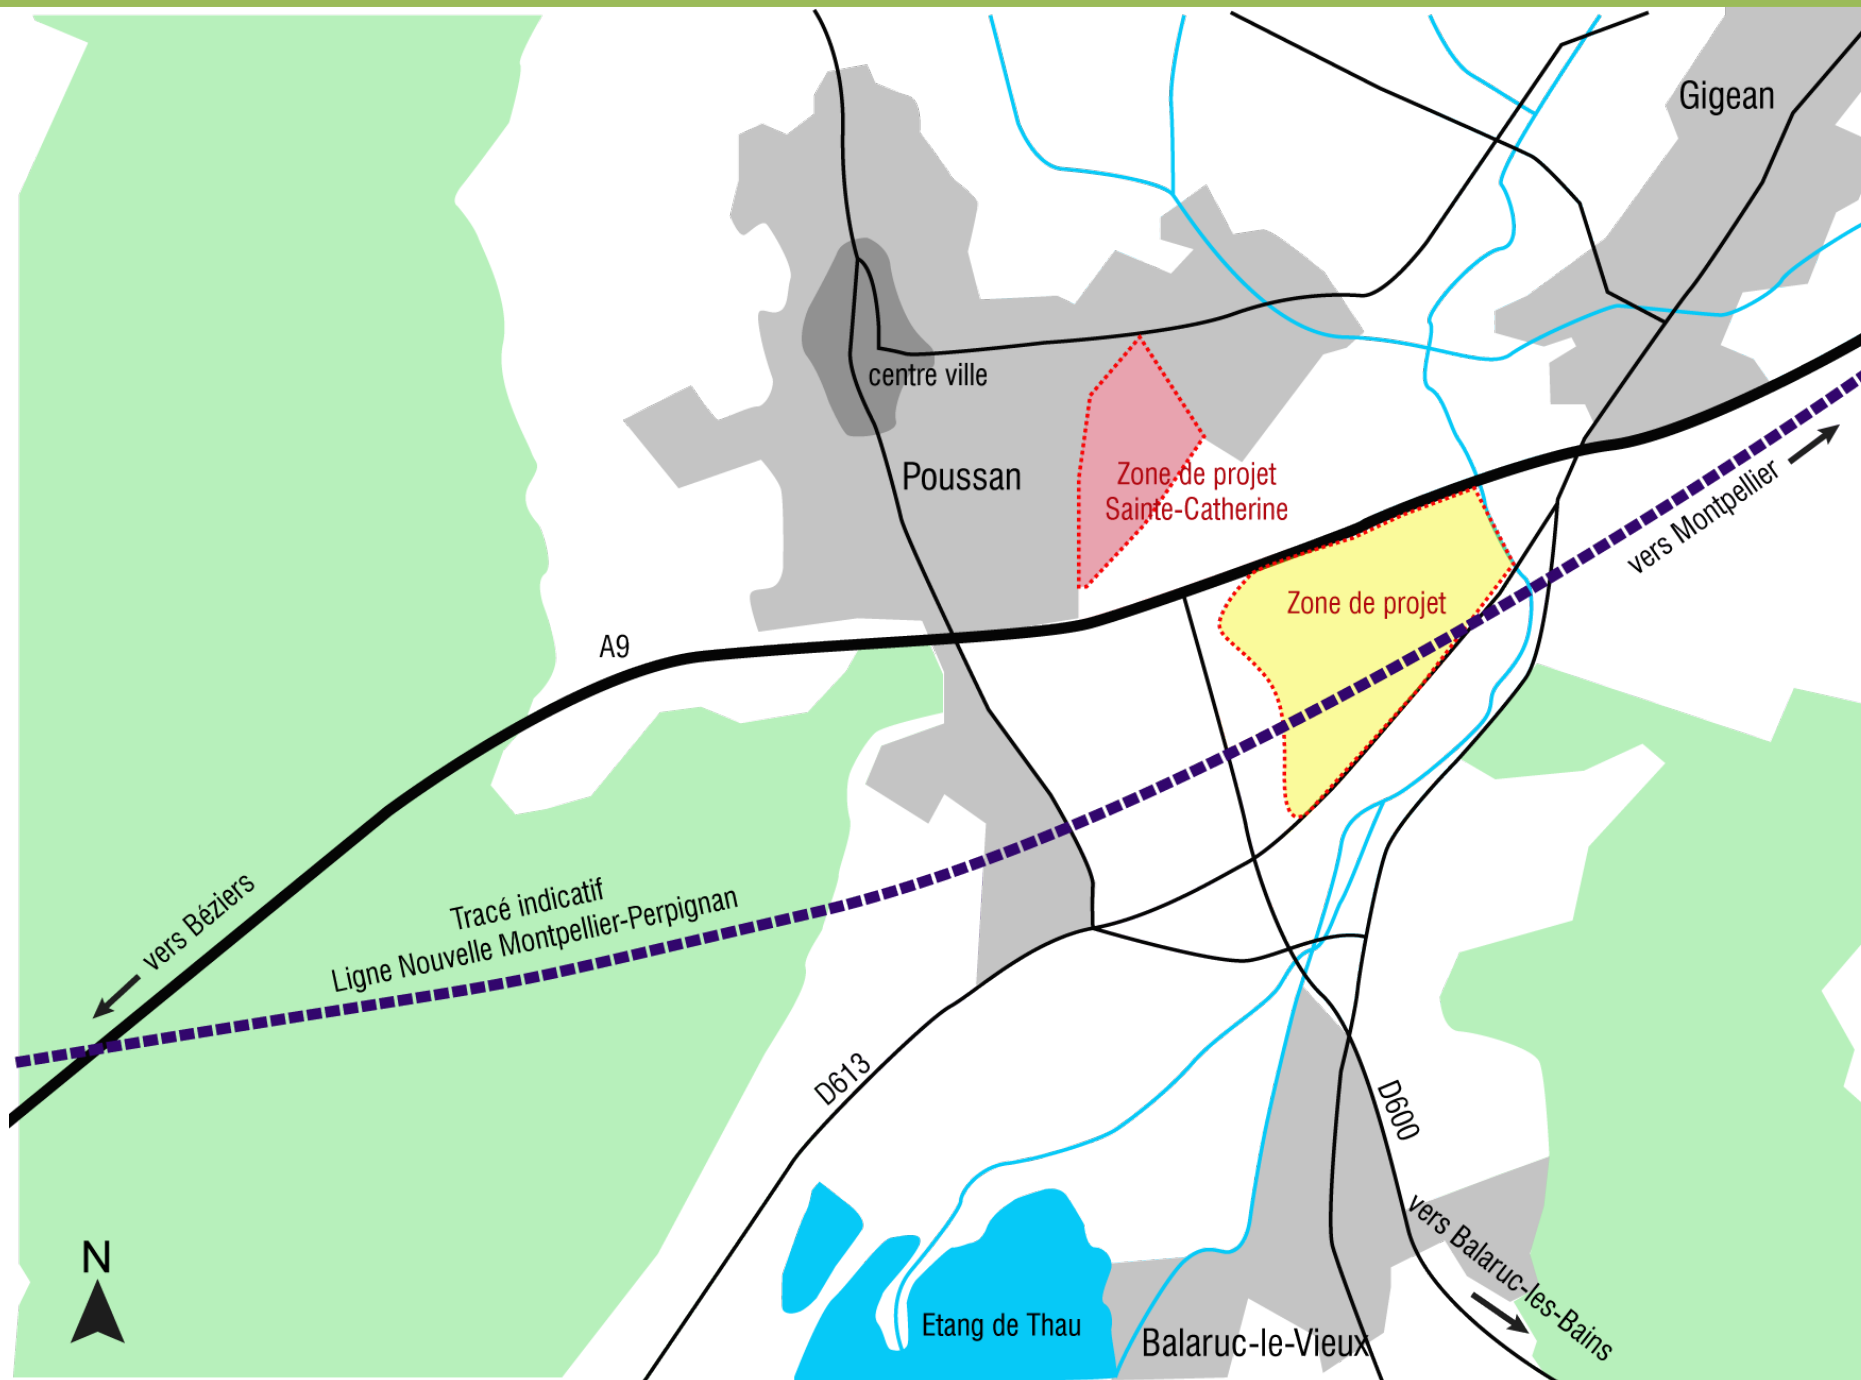 Gigean
centre ville
Poussan
Zone de projet
Sainte-Catherine
vers Montpellier
Zone de projet
A9
vers Béziers
Tracé indicatif
Ligne Nouvelle Montpellier-Perpignan
D613
D600
vers Balaruc-les-Bains
N
Etang de Thau
Balaruc-le-Vieux